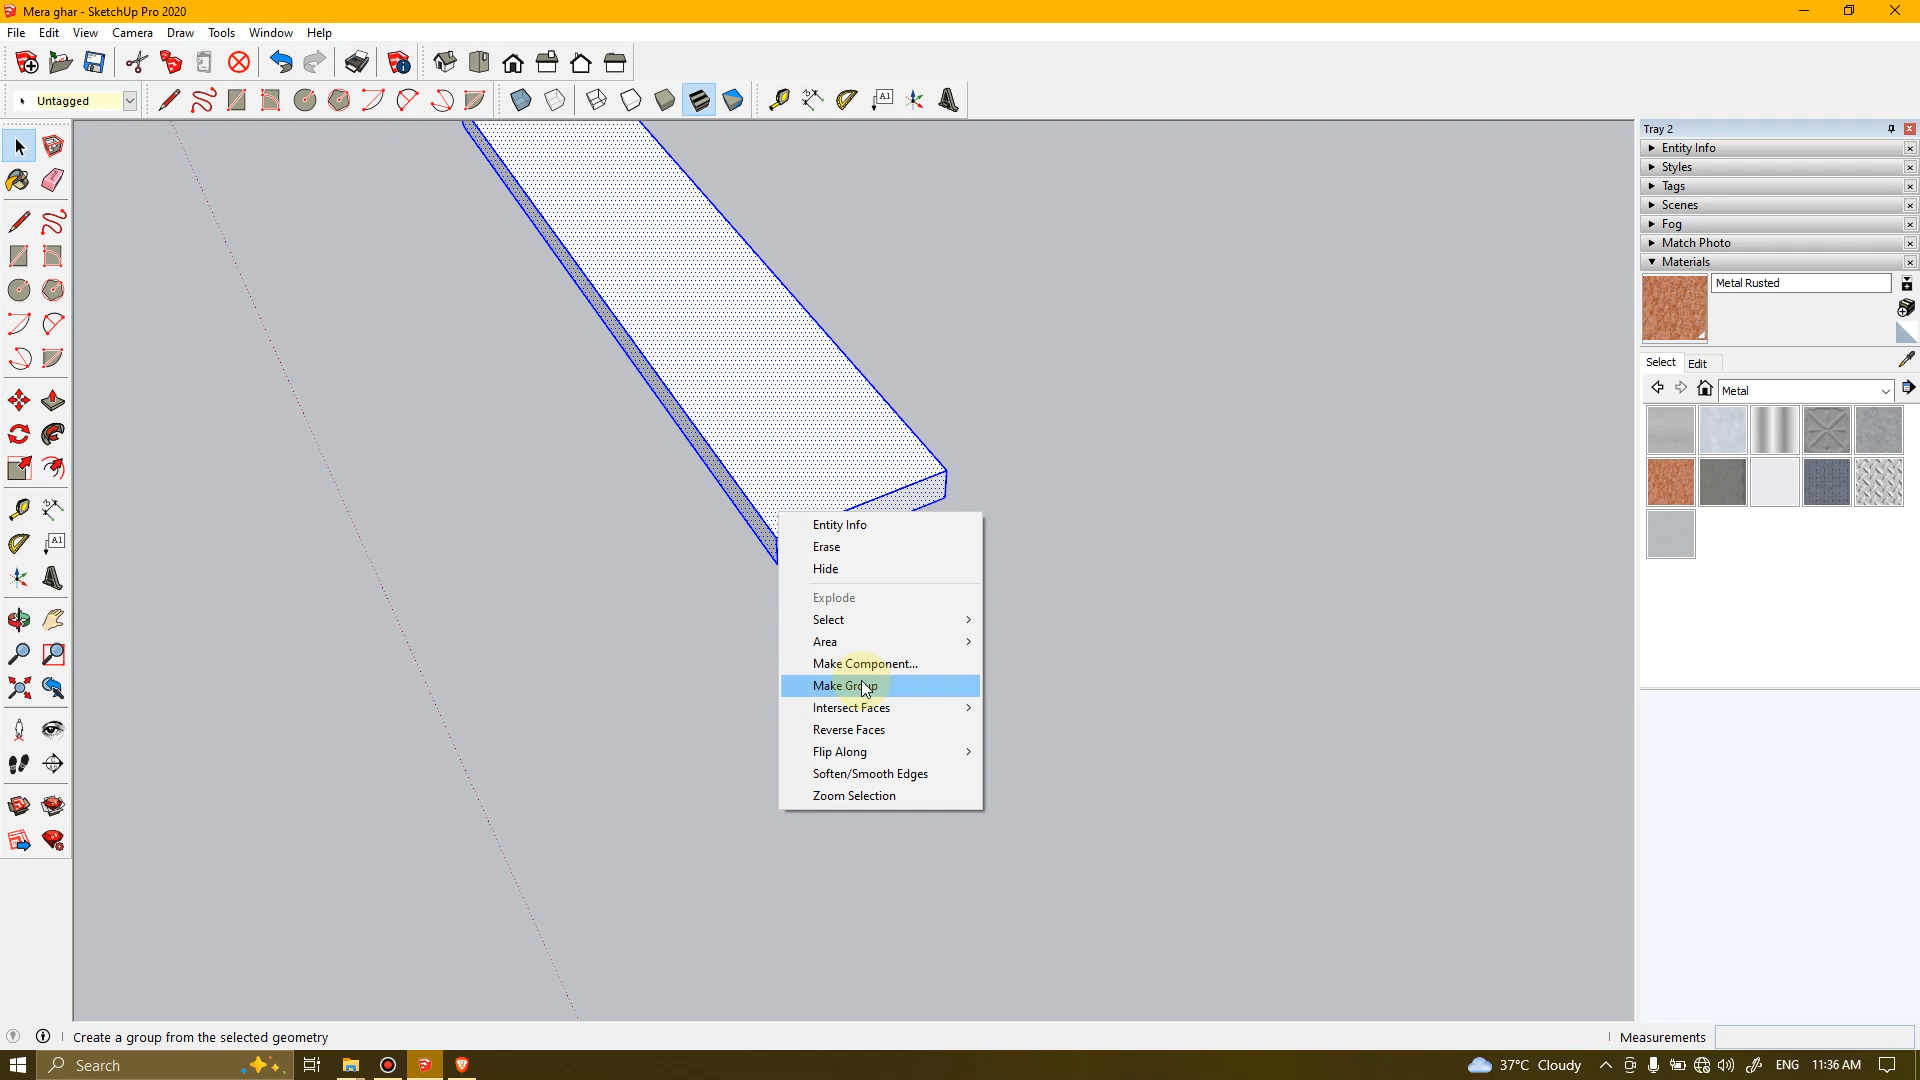 Mera ghar - SketchUp Pro 2020
File Edit View Camera Draw Tools Window Help
Untagged
A1
Tray 2
Entity Info
Styles
Tags
Scenes
Fog
Match Photo
Materials
Metal Rusted
Select Edit
Metal
A1
Entity Info
Erase
Hide
Explode
Select
Area
Make Component...
Make Group
Intersect Faces
Reverse Faces
Flip Along
Soften/Smooth Edges
Zoom Selection
Create a group from the selected geometry
Measurements
Search
37°C Cloudy
ENG
11:36 AM